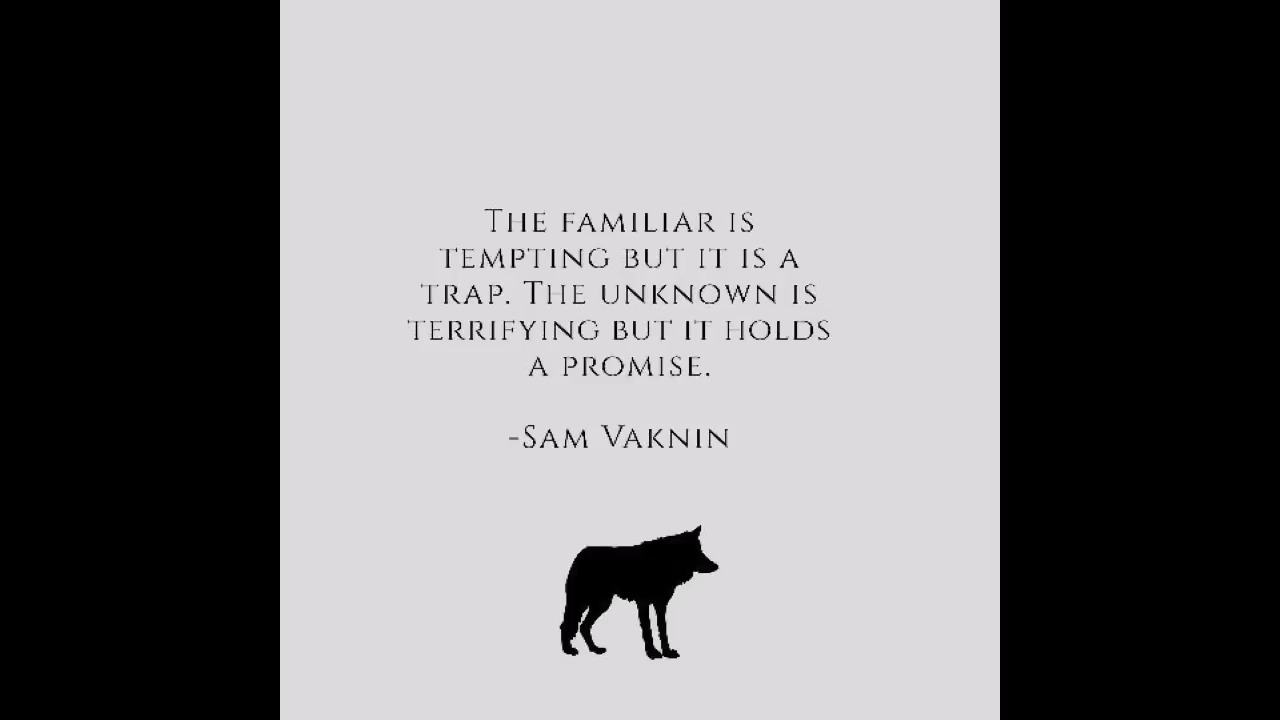 The familiar is
tempting but it is a
trap. The unknown is
terrifying but it holds
a promise.
-Sam Vaknin